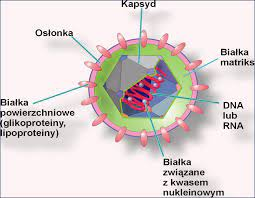 Kapsyd
Osłonka
Białka
matriks
Białka
powierzchniowe
(glikoproteiny,
lipoproteiny)
DNA
lub
RNA
Białka
związane
z kwasem
nukleinowym